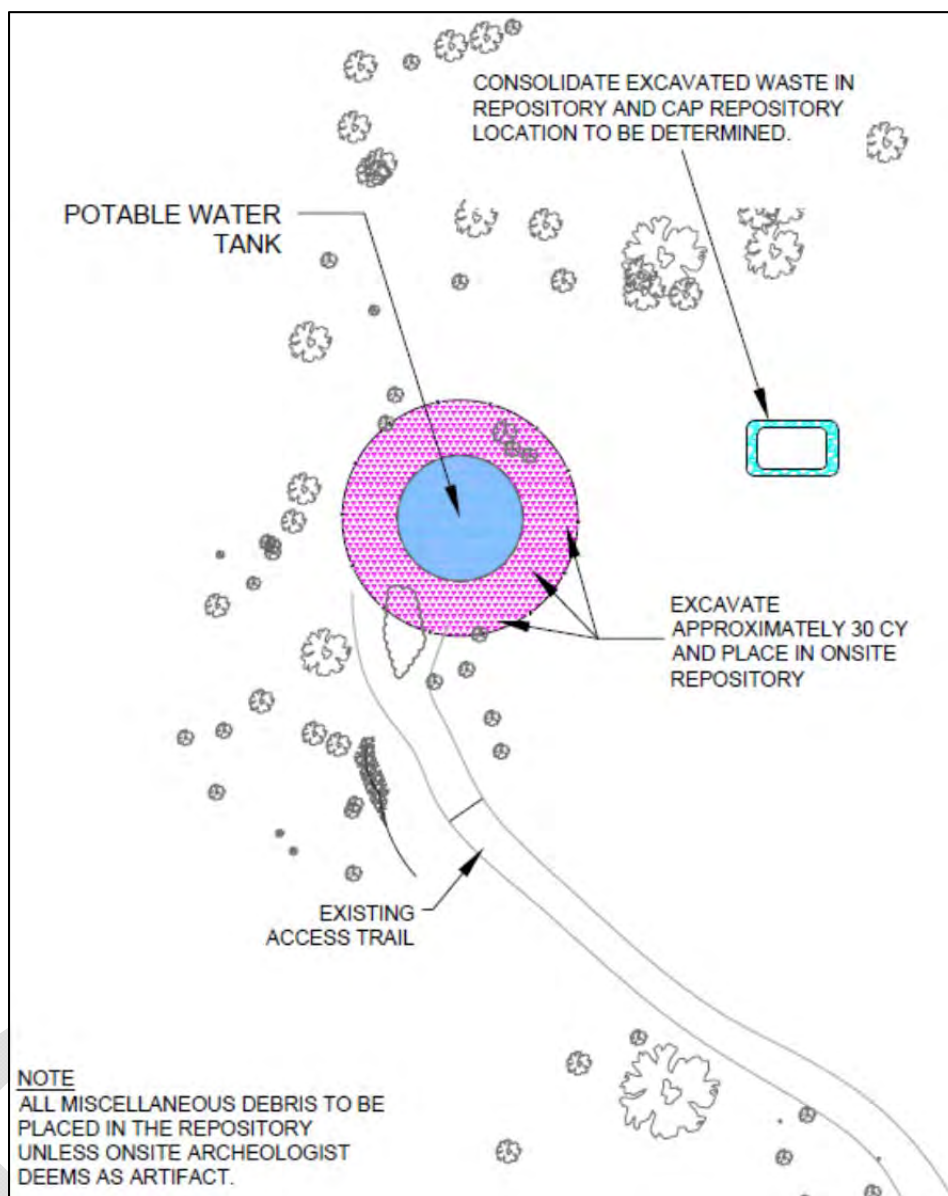 CONSOLIDATE EXCAVATED WASTE IN
REPOSITORY AND CAP REPOSITORY
LOCATION TO BE DETERMINED.
POTABLE WATER
TANK
EXCAVATE
APPROXIMATELY 30 CY
AND PLACE IN ONSITE
REPOSITORY
EXISTING
ACCESS TRAIL
NOTE
ALL MISCELLANEOUS DEBRIS TO BE
PLACED IN THE REPOSITORY
UNLESS ONSITE ARCHEOLOGIST
DEEMS AS ARTIFACT.